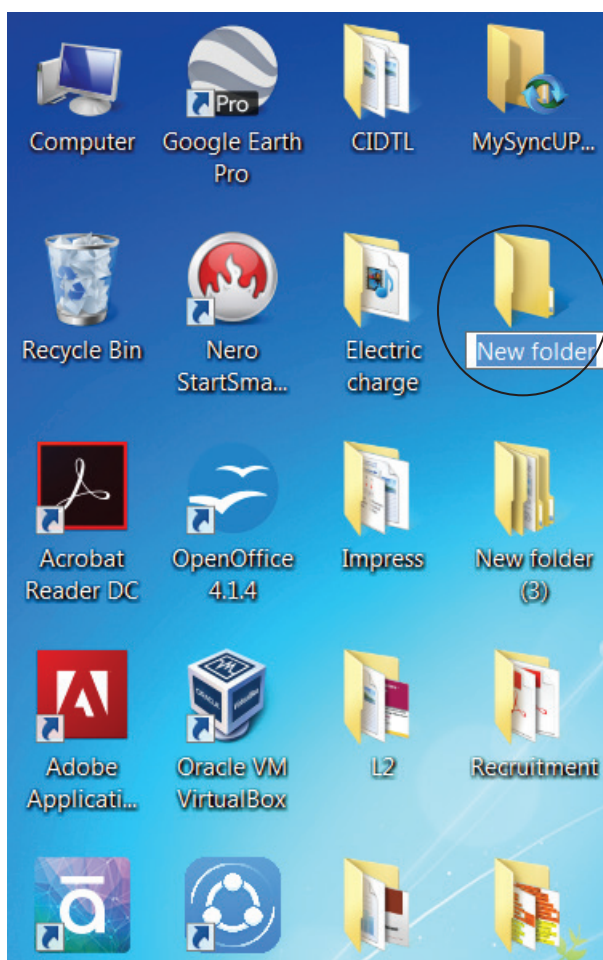 Computer
Pro
Google Earth
Pro
CIDTL
MySyncUP...
Recycle Bin
Nero
StartSma...
Electric
charge
New folder
Acrobat
Reader DC
OpenOffice
4.1.4
Impress
New folder
(3)
Adobe
Applicati...
Oracle VM
VirtualBox
L2
Recruitment
ā